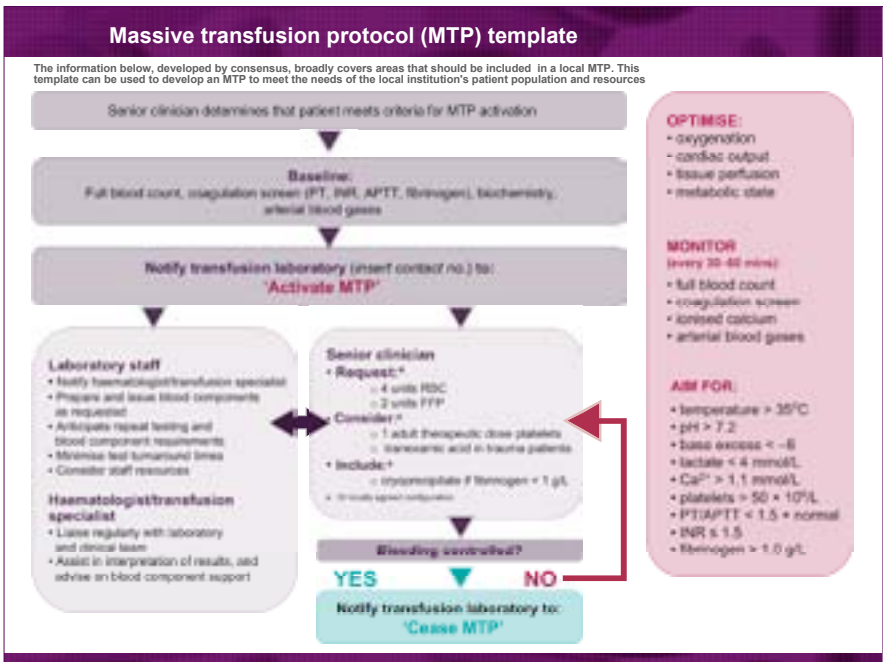 Massive transfusion protocol (MTP) template
The information below, developed by consensus, broadly covers areas that should be included in a local MTP. This
template can be used to develop an MTP to meet the needs of the local institution's patient population and resources
Senior clinician determines that patient meets criteria for MTP activation
Baseline:
Full blood count, coagulation screen (PT, INR, APTT, fibrinogen), biochemistry,
arterial blood gases
Notify transfusion laboratory (insert contact no.) to:
'Activate MTP'
Laboratory staff
• Notify haematologist/transfusion specialist
• Prepare and issue blood components
as requested
• Anticipate repeat testing and
blood component requirements
• Minimise test turnaround times
• Consider staff resources
Haematologist/transfusion
specialist
• Liaise regularly with laboratory
and clinical team
• Assist in interpretation of results, and
advise on blood component support
Senior clinician
• Request:ª
o 4 units RBC
o 2 units FFP
• Consider:ª
o 1 adult therapeutic dose platelets
o tranexamic acid in trauma patients
• Include:ª
o cryoprecipitate if fibrinogen < 1 g/L
ª Or locally agreed configuration
Bleeding controlled?
YES NO
Notify transfusion laboratory to:
'Cease MTP'
OPTIMISE:
• oxygenation
• cardiac output
• tissue perfusion
• metabolic state
MONITOR
(every 30–60 mins):
• full blood count
• coagulation screen
• ionised calcium
• arterial blood gases
AIM FOR:
• temperature > 35⁰C
• pH > 7.2
• base excess < –6
• lactate < 4 mmol/L
• Ca²⁺ > 1.1 mmol/L
• platelets > 50 × 10⁹/L
• PT/APTT < 1.5 × normal
• INR ≤ 1.5
• fibrinogen > 1.0 g/L